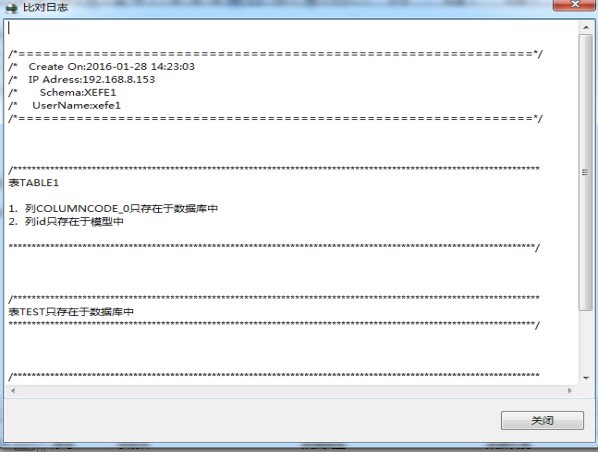 比对日志
/*==========================================================*/
/* Create On:2016-01-28 14:23:03
/* IP Adress:192.168.8.153
/* Schema:XEFE1
/* UserName:xefe1
/*==========================================================*/
/******************************************************************************************************
表TABLE1
1. 列COLUMNCODE_0只存在于数据库中
2. 列id只存在于模型中
******************************************************************************************************/
/******************************************************************************************************
表TEST只存在于数据库中
******************************************************************************************************/
/******************************************************************************************************
关闭